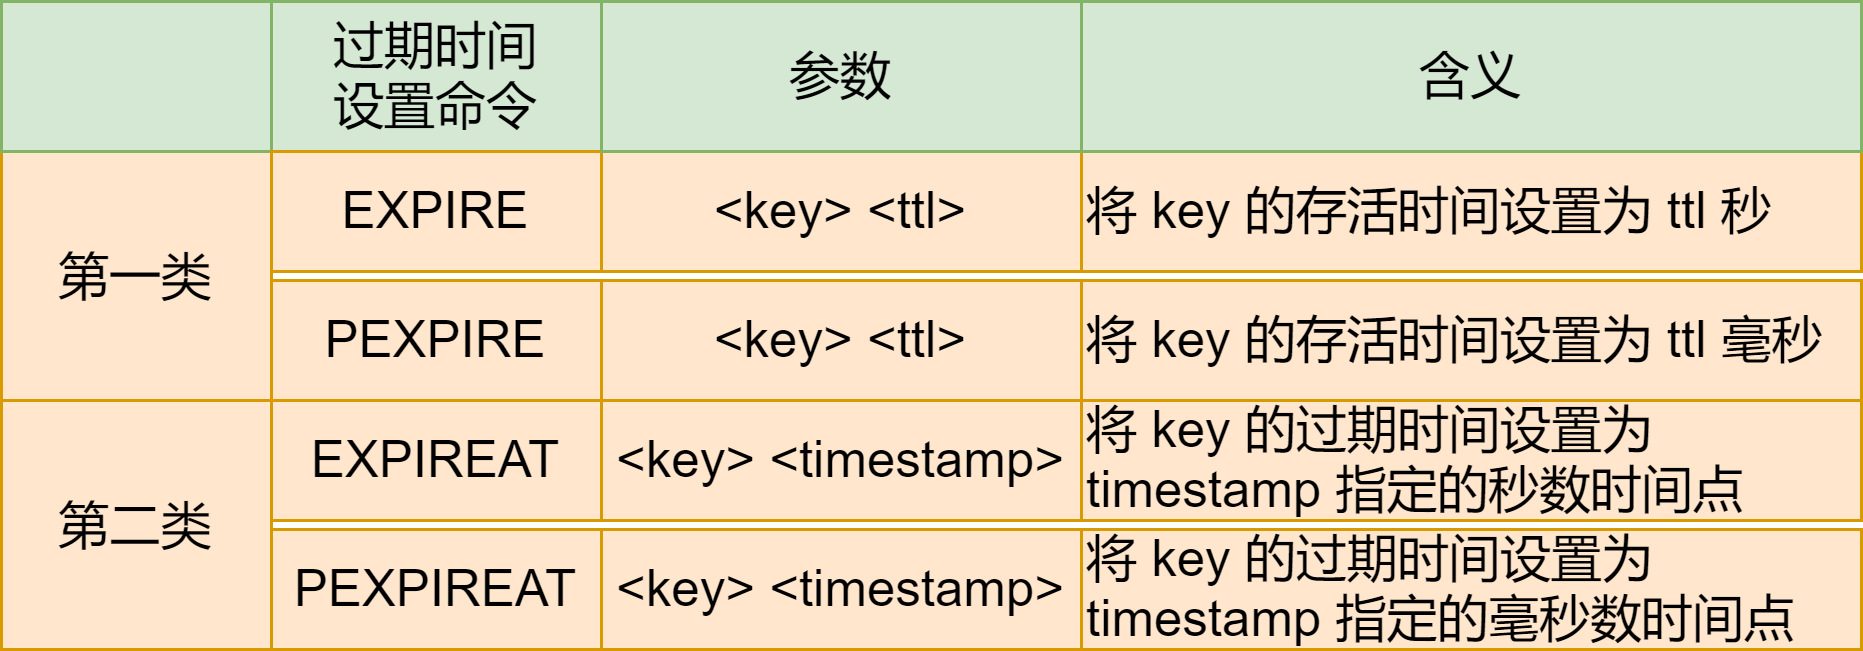 过期时间
设置命令
参数
含义
第一类
EXPIRE
<key> <ttl>
将 key 的存活时间设置为 ttl 秒
PEXPIRE
<key> <ttl>
将 key 的存活时间设置为 ttl 毫秒
第二类
EXPIREAT
<key> <timestamp>
将 key 的过期时间设置为
timestamp 指定的秒数时间点
PEXPIREAT
<key> <timestamp>
将 key 的过期时间设置为
timestamp 指定的毫秒数时间点